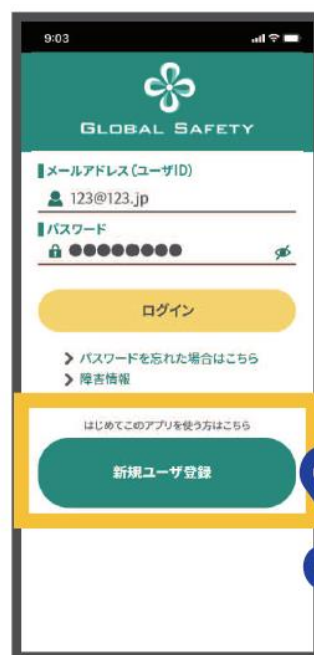 9:03
GLOBAL SAFETY
メールアドレス（ユーザID）
123@123.jp
パスワード
●●●●●●●●
ログイン
パスワードを忘れた場合はこちら
障害情報
はじめてこのアプリを使う方はこちら
新規ユーザ登録